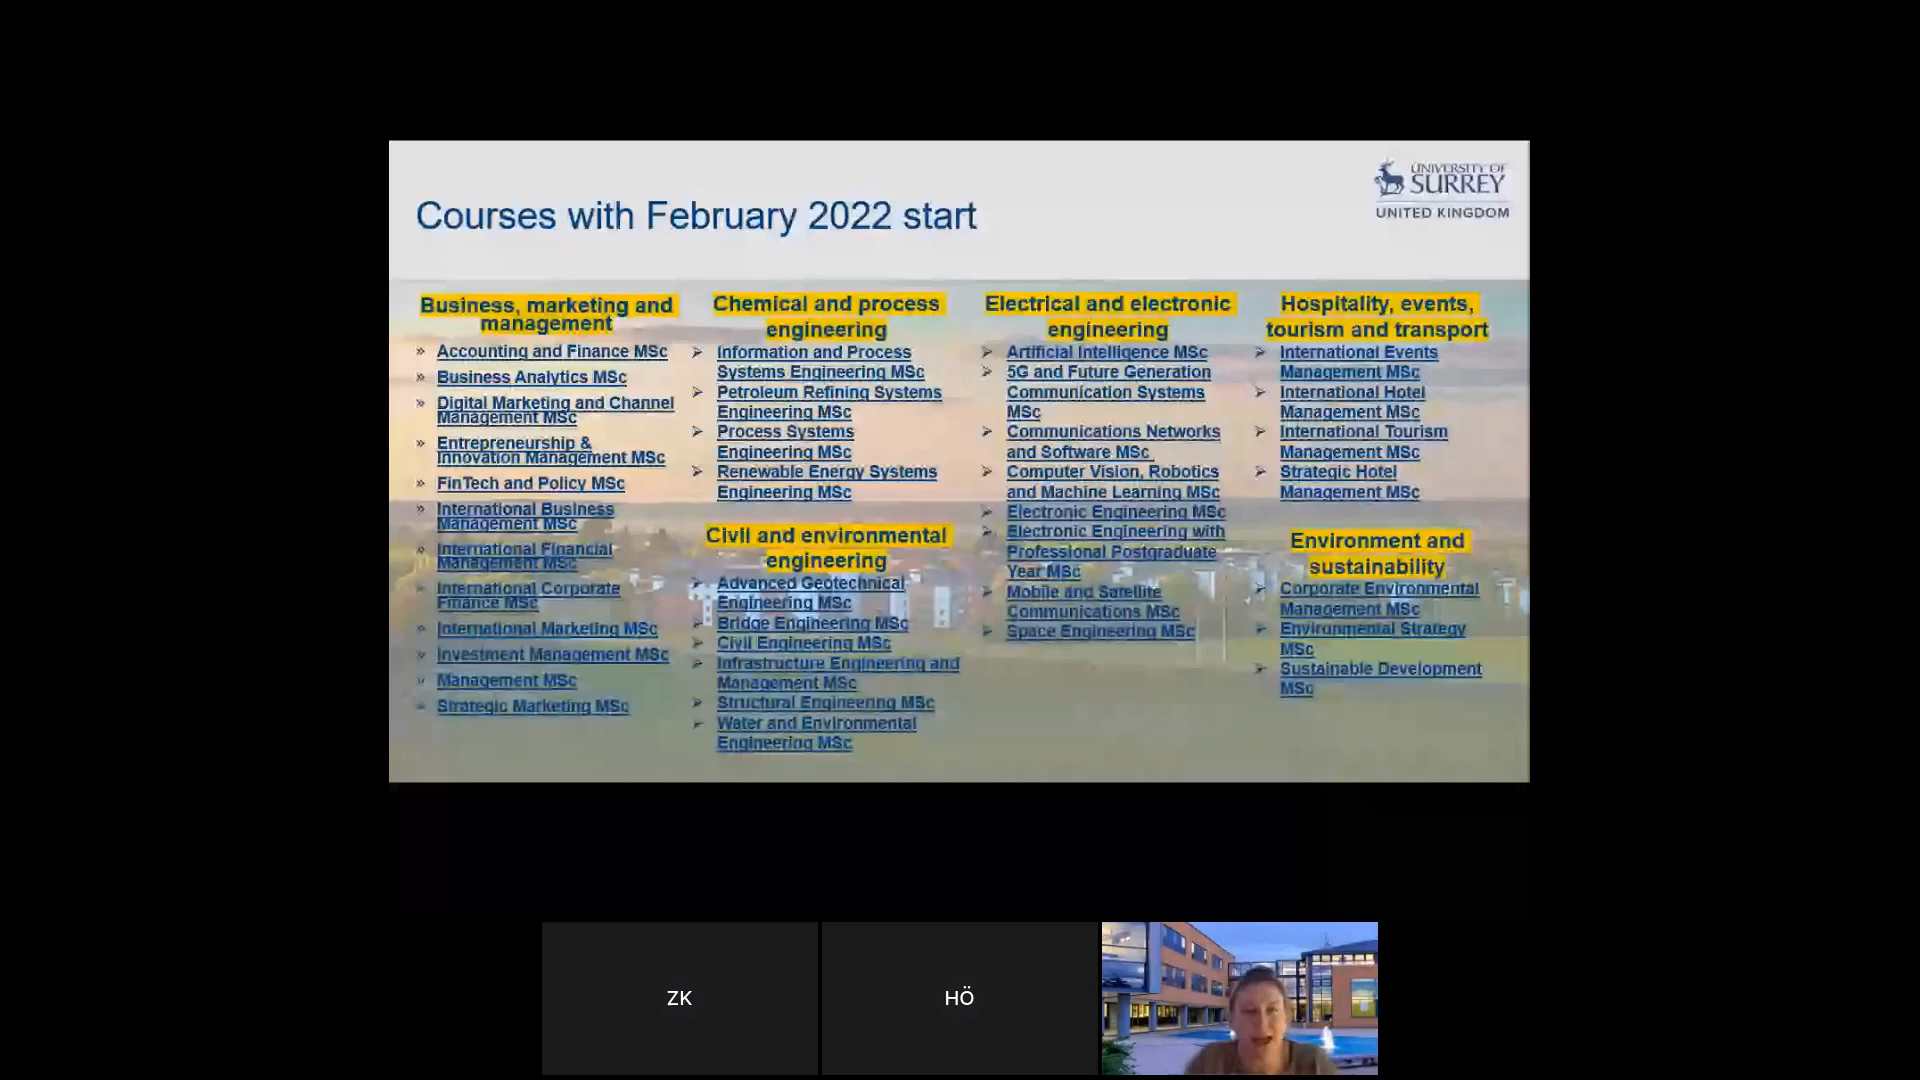 UNIVERSITY OF
SURREY
UNITED KINGDOM
Courses with February 2022 start
Business, marketing and
management
» Accounting and Finance MSc
» Business Analytics MSc
» Digital Marketing and Channel
Management MSc
» Entrepreneurship &
Innovation Management MSc
» FinTech and Policy MSc
» International Business
Management MSc
» International Financial
Management MSc
» International Corporate
Finance MSc
» International Marketing MSc
» Investment Management MSc
» Management MSc
» Strategic Marketing MSc
Chemical and process
engineering
➢ Information and Process
Systems Engineering MSc
➢ Petroleum Refining Systems
Engineering MSc
➢ Process Systems
Engineering MSc
➢ Renewable Energy Systems
Engineering MSc
Civil and environmental
engineering
➢ Advanced Geotechnical
Engineering MSc
➢ Bridge Engineering MSc
➢ Civil Engineering MSc
➢ Infrastructure Engineering and
Management MSc
➢ Structural Engineering MSc
➢ Water and Environmental
Engineering MSc
Electrical and electronic
engineering
➢ Artificial Intelligence MSc
➢ 5G and Future Generation
Communication Systems
MSc
➢ Communications Networks
and Software MSc
➢ Computer Vision, Robotics
and Machine Learning MSc
➢ Electronic Engineering MSc
➢ Electronic Engineering with
Professional Postgraduate
Year MSc
➢ Mobile and Satellite
Communications MSc
➢ Space Engineering MSc
Hospitality, events,
tourism and transport
➢ International Events
Management MSc
➢ International Hotel
Management MSc
➢ International Tourism
Management MSc
➢ Strategic Hotel
Management MSc
Environment and
sustainability
➢ Corporate Environmental
Management MSc
➢ Environmental Strategy
MSc
➢ Sustainable Development
MSc
ZK
HÖ